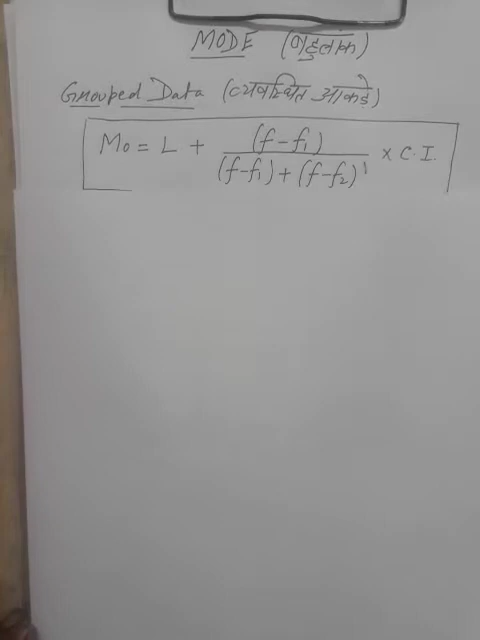 MODE (बहुलक)
Grouped Data (व्यवस्थित आंकड़े)
Mo = L + (f-f₁) / (f-f₁) + (f-f₂) × C.I.